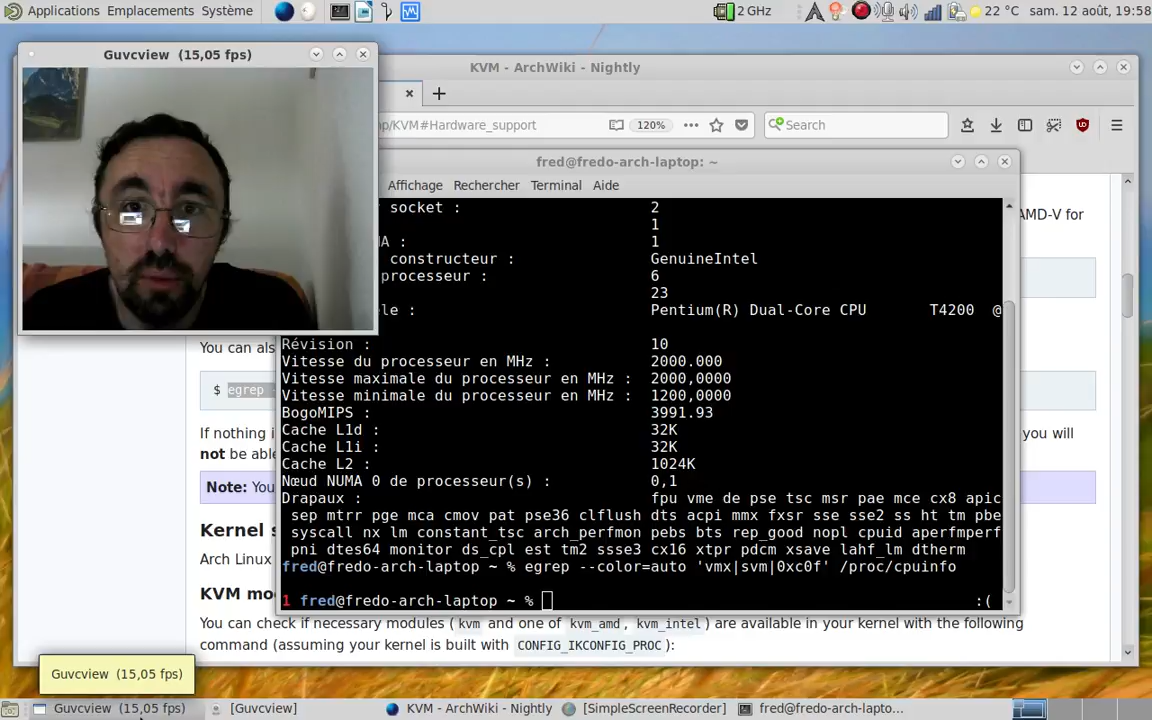 Applications Emplacements Système 2 GHz 22 °C sam. 12 août, 19:58
Guvcview (15,05 fps)
KVM - ArchWiki - Nightly
p/KVM#Hardware_support 120% Search
fred@fredo-arch-laptop: ~
Affichage Rechercher Terminal Aide
AMD-V for
socket : 2
1
MA : 1
constructeur : GenuineIntel
processeur : 6
23
le : Pentium(R) Dual-Core CPU T4200 @
Révision : 10
Vitesse du processeur en MHz : 2000.000
Vitesse maximale du processeur en MHz : 2000,0000
Vitesse minimale du processeur en MHz : 1200,0000
BogoMIPS : 3991.93
Cache L1d : 32K
Cache L1i : 32K
Cache L2 : 1024K
Nœud NUMA 0 de processeur(s) : 0,1
Drapaux : fpu vme de pse tsc msr pae mce cx8 apic
sep mtrr pge mca cmov pat pse36 clflush dts acpi mmx fxsr sse sse2 ss ht tm pbe
syscall nx lm constant_tsc arch_perfmon pebs bts rep_good nopl cpuid aperfmperf
pni dtes64 monitor ds_cpl est tm2 ssse3 cx16 xtpr pdcm xsave lahf_lm dtherm
fred@fredo-arch-laptop ~ % egrep --color=auto 'vmx|svm|0xc0f' /proc/cpuinfo
1 fred@fredo-arch-laptop ~ % :(
You can als
$ egrep
If nothing i you will
not be able
Note: You
Kernel s
Arch Linux
KVM mo
You can check if necessary modules ( kvm and one of kvm_amd , kvm_intel ) are available in your kernel with the following
command (assuming your kernel is built with CONFIG_IKCONFIG_PROC ):
Guvcview (15,05 fps)
Guvcview (15,05 fps) [Guvcview] KVM - ArchWiki - Nightly [SimpleScreenRecorder] fred@fredo-arch-lapto...